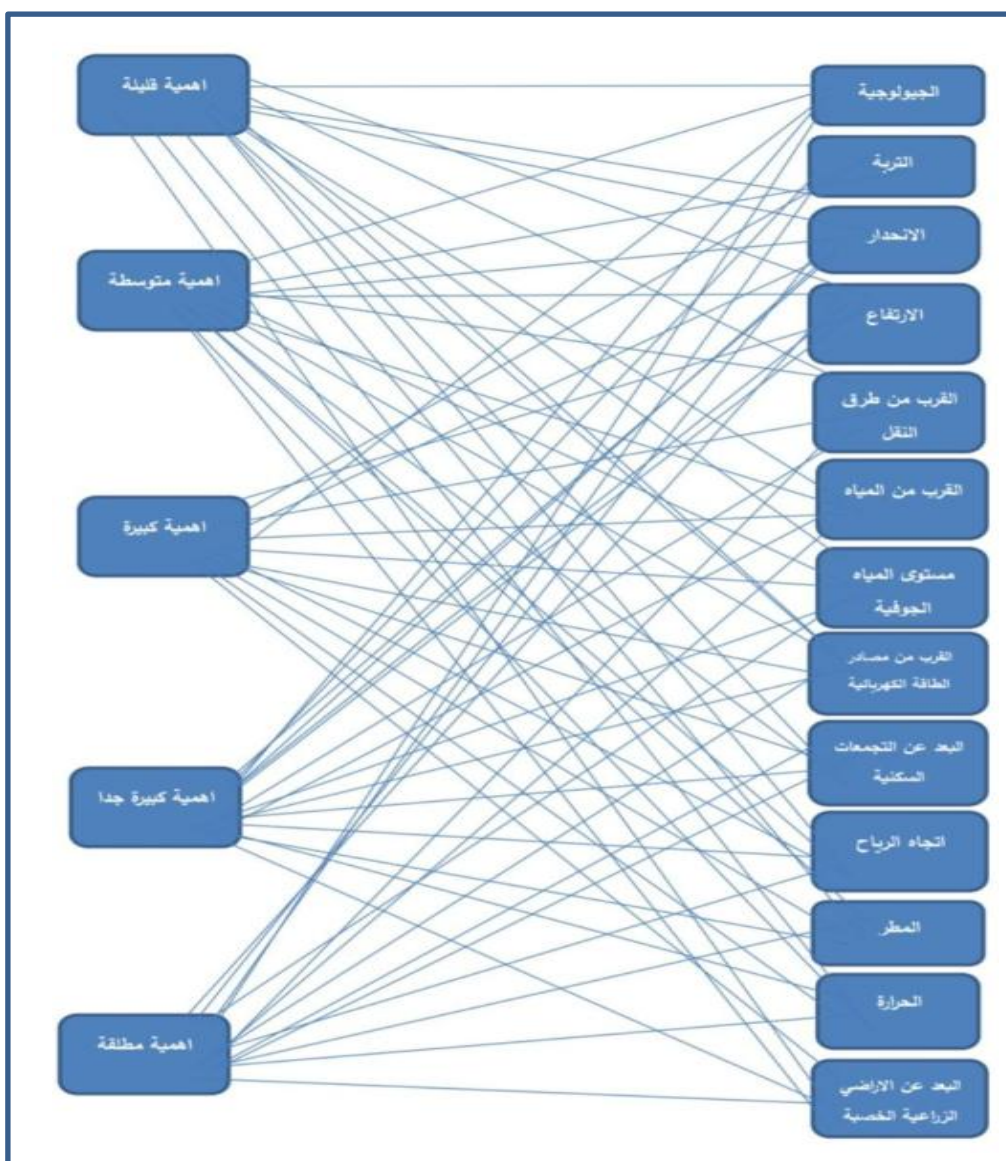 الجيولوجية
التربة
الانحدار
الارتفاع
القرب من طرق
النقل
القرب من المياه
مستوى المياه
الجوفية
القرب من مصادر
الطاقة الكهربائية
البعد عن التجمعات
السكنية
اتجاه الرياح
المطر
الحرارة
البعد عن الاراضي
الزراعية الخصبة
اهمية قليلة
اهمية متوسطة
اهمية كبيرة
اهمية كبيرة جدا
اهمية مطلقة